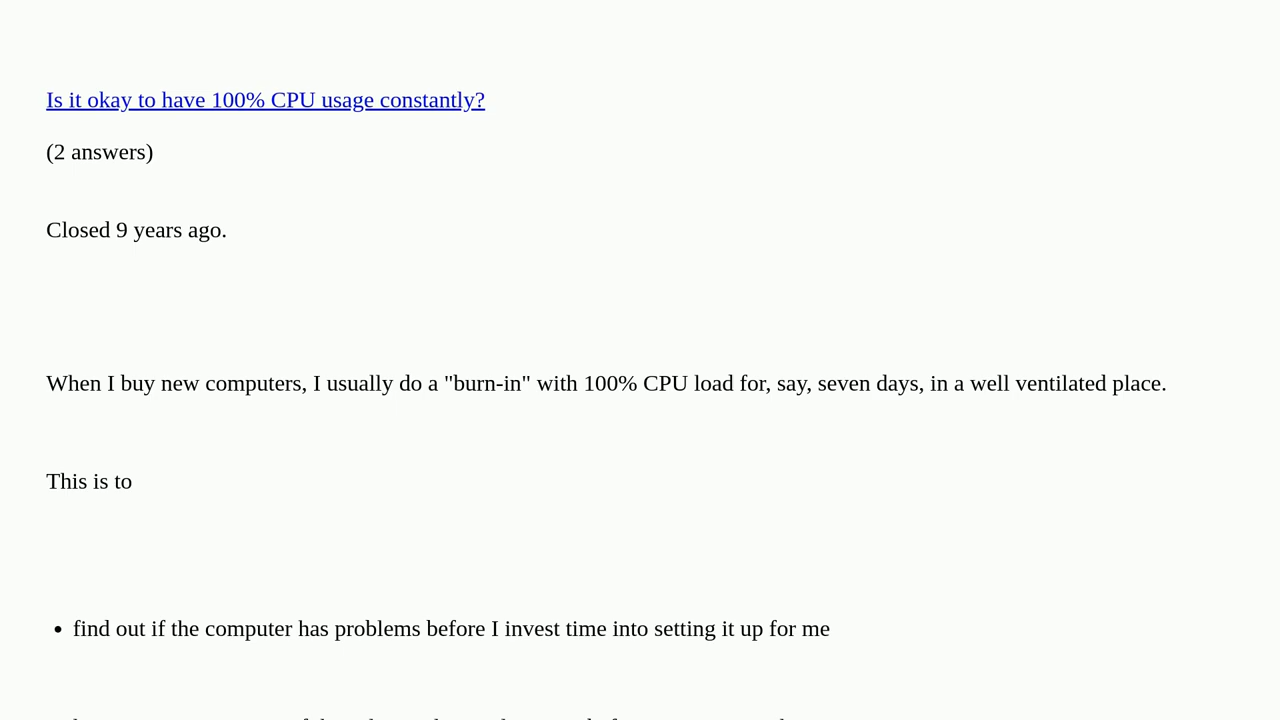 Is it okay to have 100% CPU usage constantly?
(2 answers)
Closed 9 years ago.
When I buy new computers, I usually do a "burn-in" with 100% CPU load for, say, seven days, in a well ventilated place.
This is to
• find out if the computer has problems before I invest time into setting it up for me